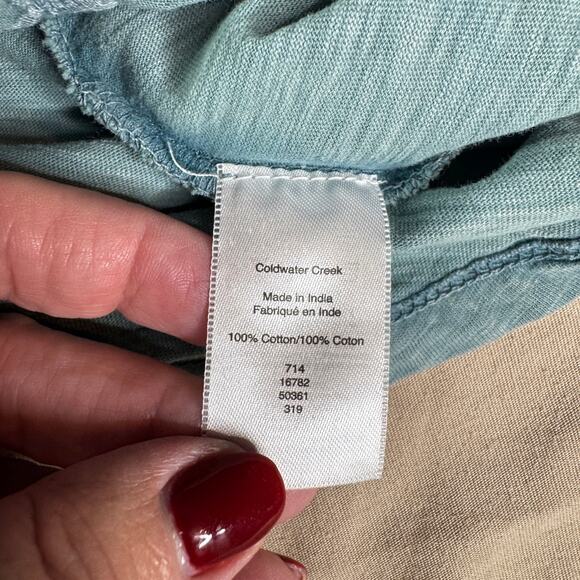 Coldwater Creek
Made in India
Fabriqué en Inde
100% Cotton/100% Coton
714
16782
50361
319